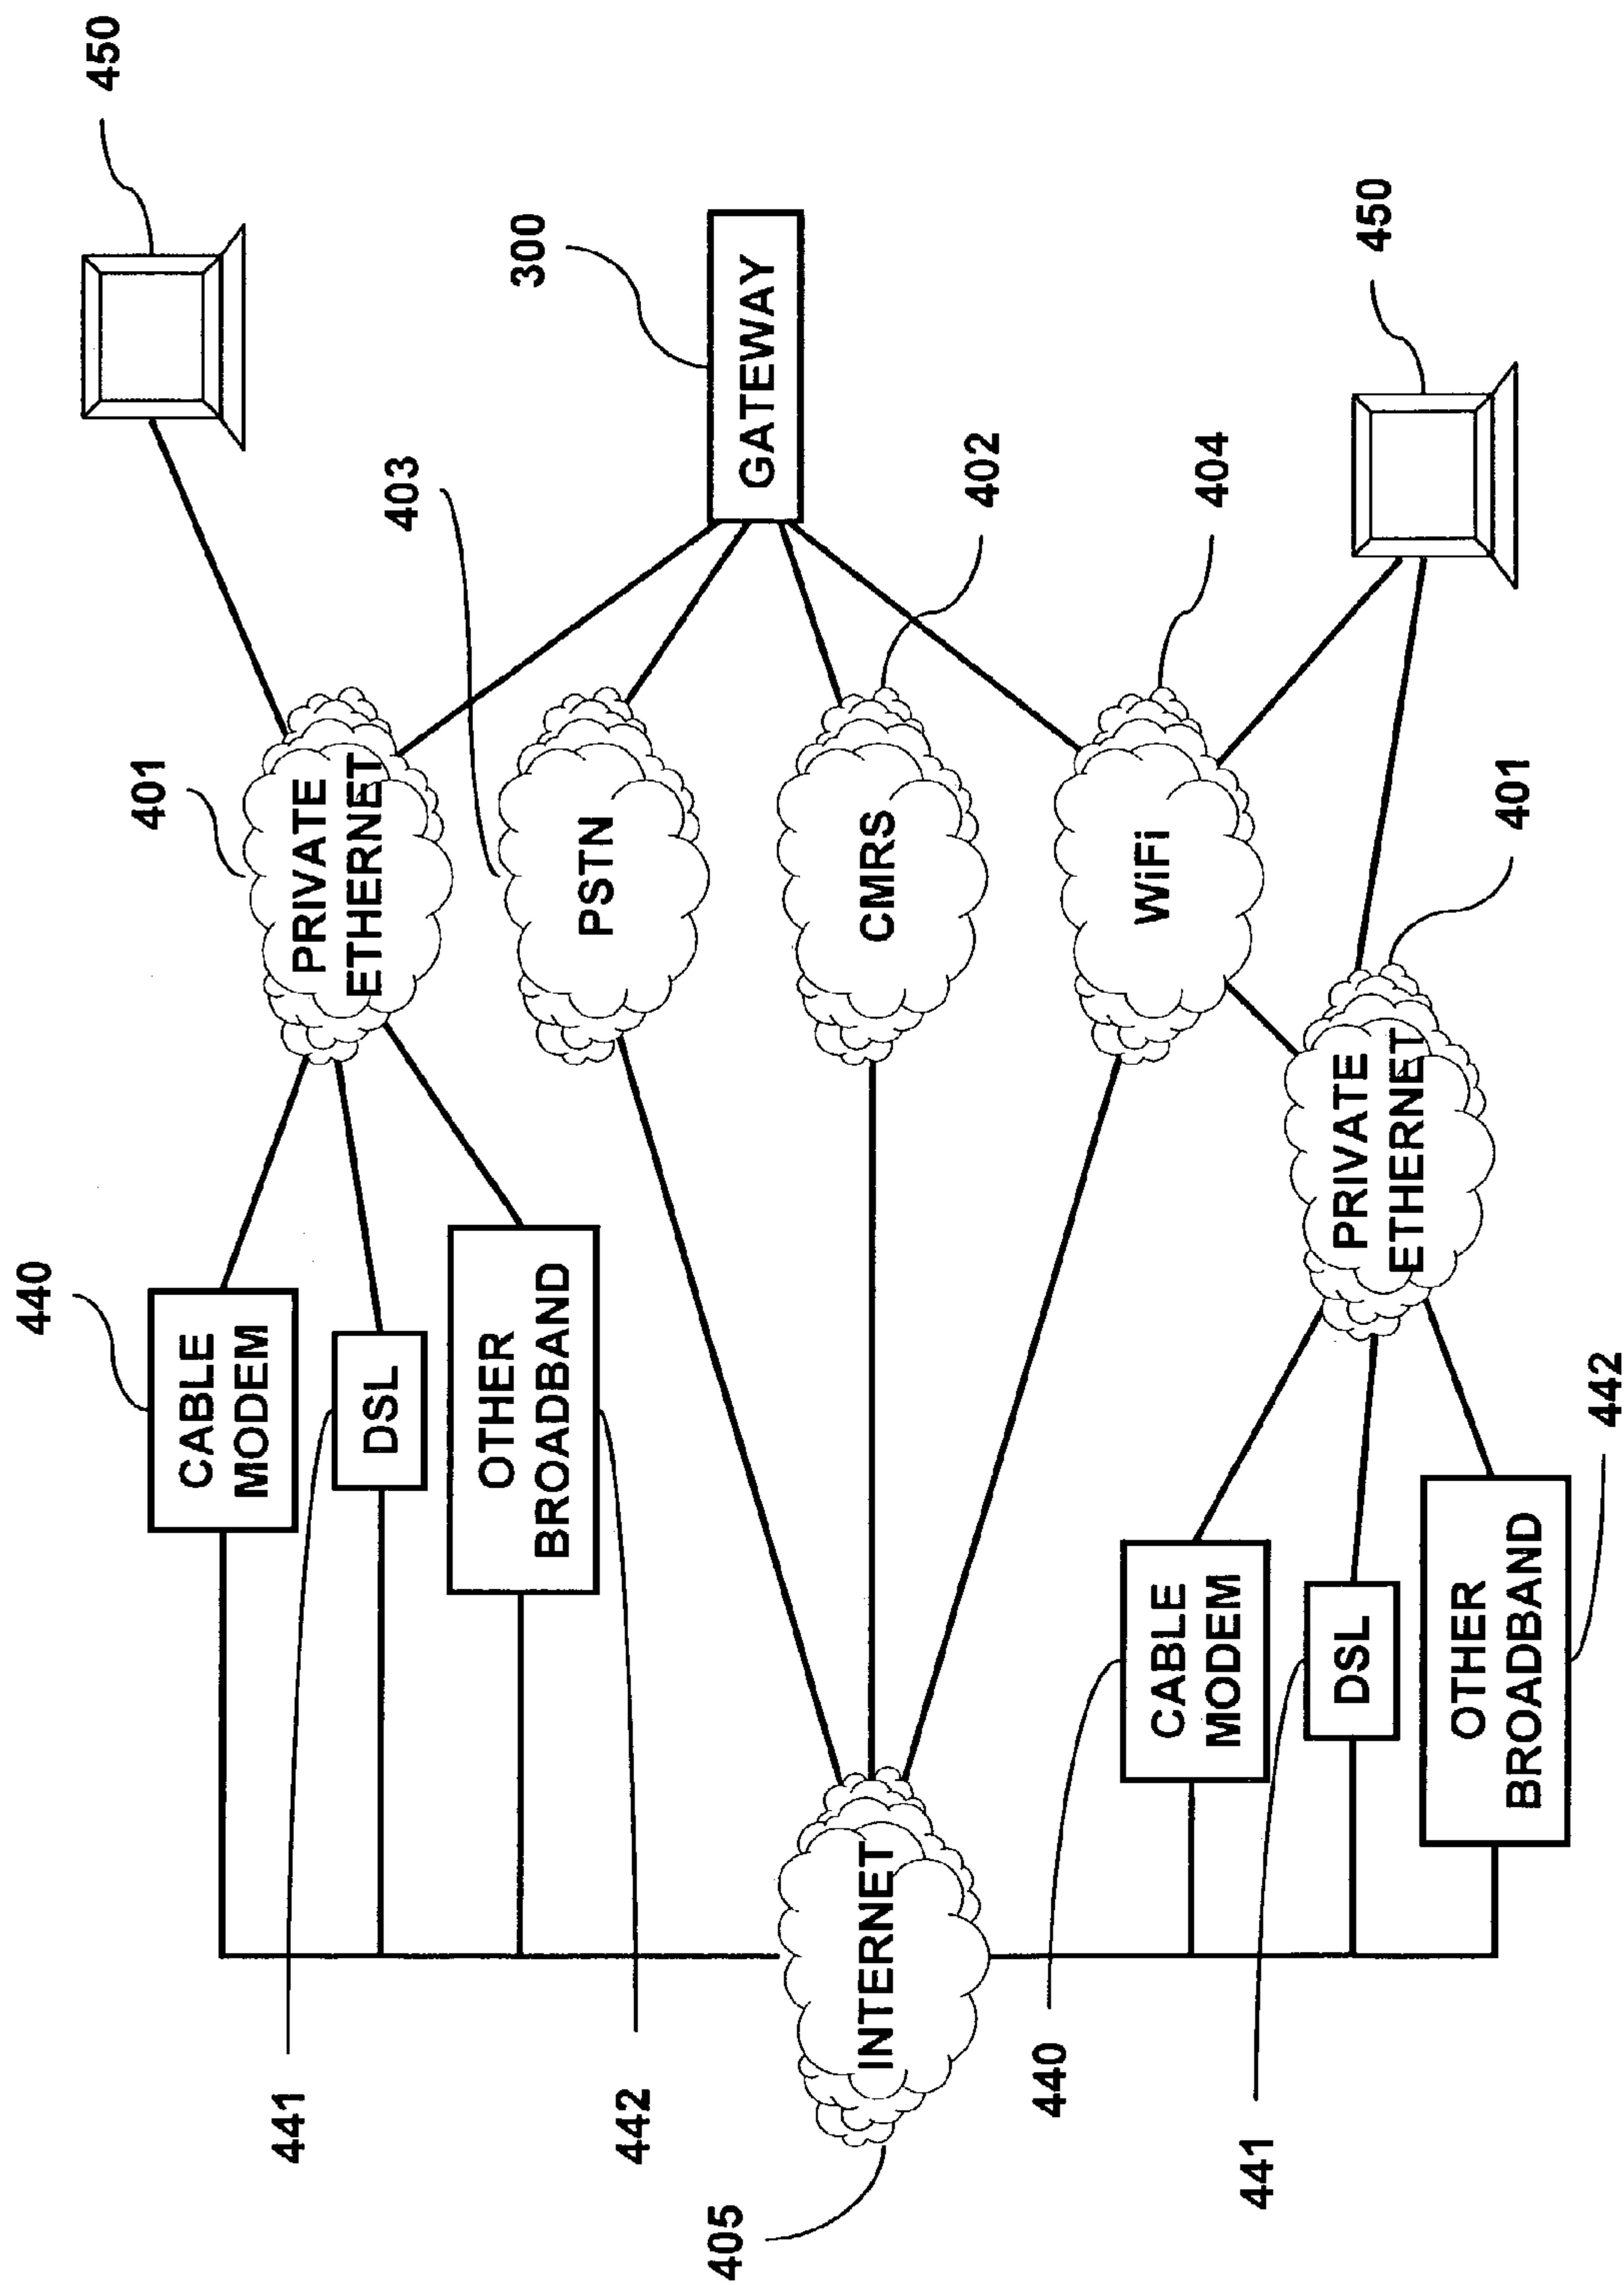 450
440
401
CABLE
MODEM
300
441
DSL
PRIVATE
ETHERNET
403
GATEWAY
442
OTHER
BROADBAND
PSTN
405
INTERNET
CMRS
402
440
CABLE
MODEM
WiFi
404
441
DSL
PRIVATE
ETHERNET
450
OTHER
BROADBAND
401
442